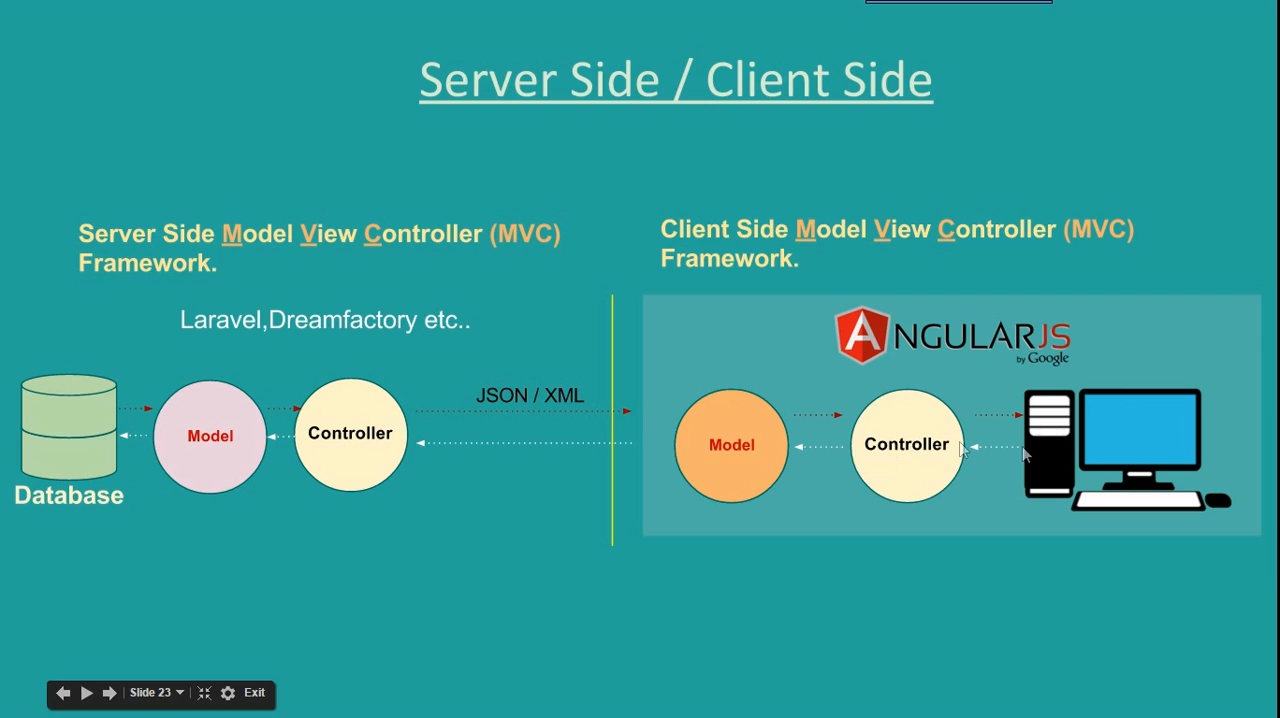 Server Side / Client Side
Server Side Model View Controller (MVC)
Framework.
Laravel,Dreamfactory etc..
Database
Model
Controller
JSON / XML
Client Side Model View Controller (MVC)
Framework.
ANGULARJS
by Google
Model
Controller
Slide 23
Exit